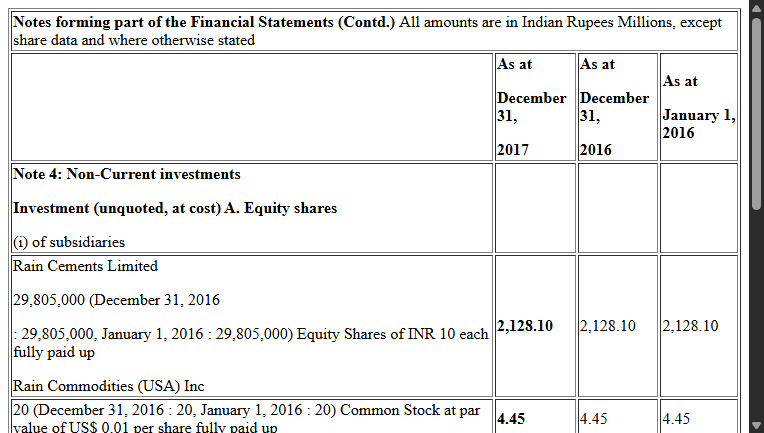 Notes forming part of the Financial Statements (Contd.) All amounts are in Indian Rupees Millions, except
share data and where otherwise stated
As at
December
31,
2017
As at
December
31,
2016
As at
January 1,
2016
Note 4: Non-Current investments
Investment (unquoted, at cost) A. Equity shares
(i) of subsidiaries
Rain Cements Limited
29,805,000 (December 31, 2016
: 29,805,000, January 1, 2016 : 29,805,000) Equity Shares of INR 10 each
fully paid up
Rain Commodities (USA) Inc
2,128.10
2,128.10
2,128.10
20 (December 31, 2016 : 20, January 1, 2016 : 20) Common Stock at par
value of US$ 0.01 per share fully paid up
4.45
4.45
4.45